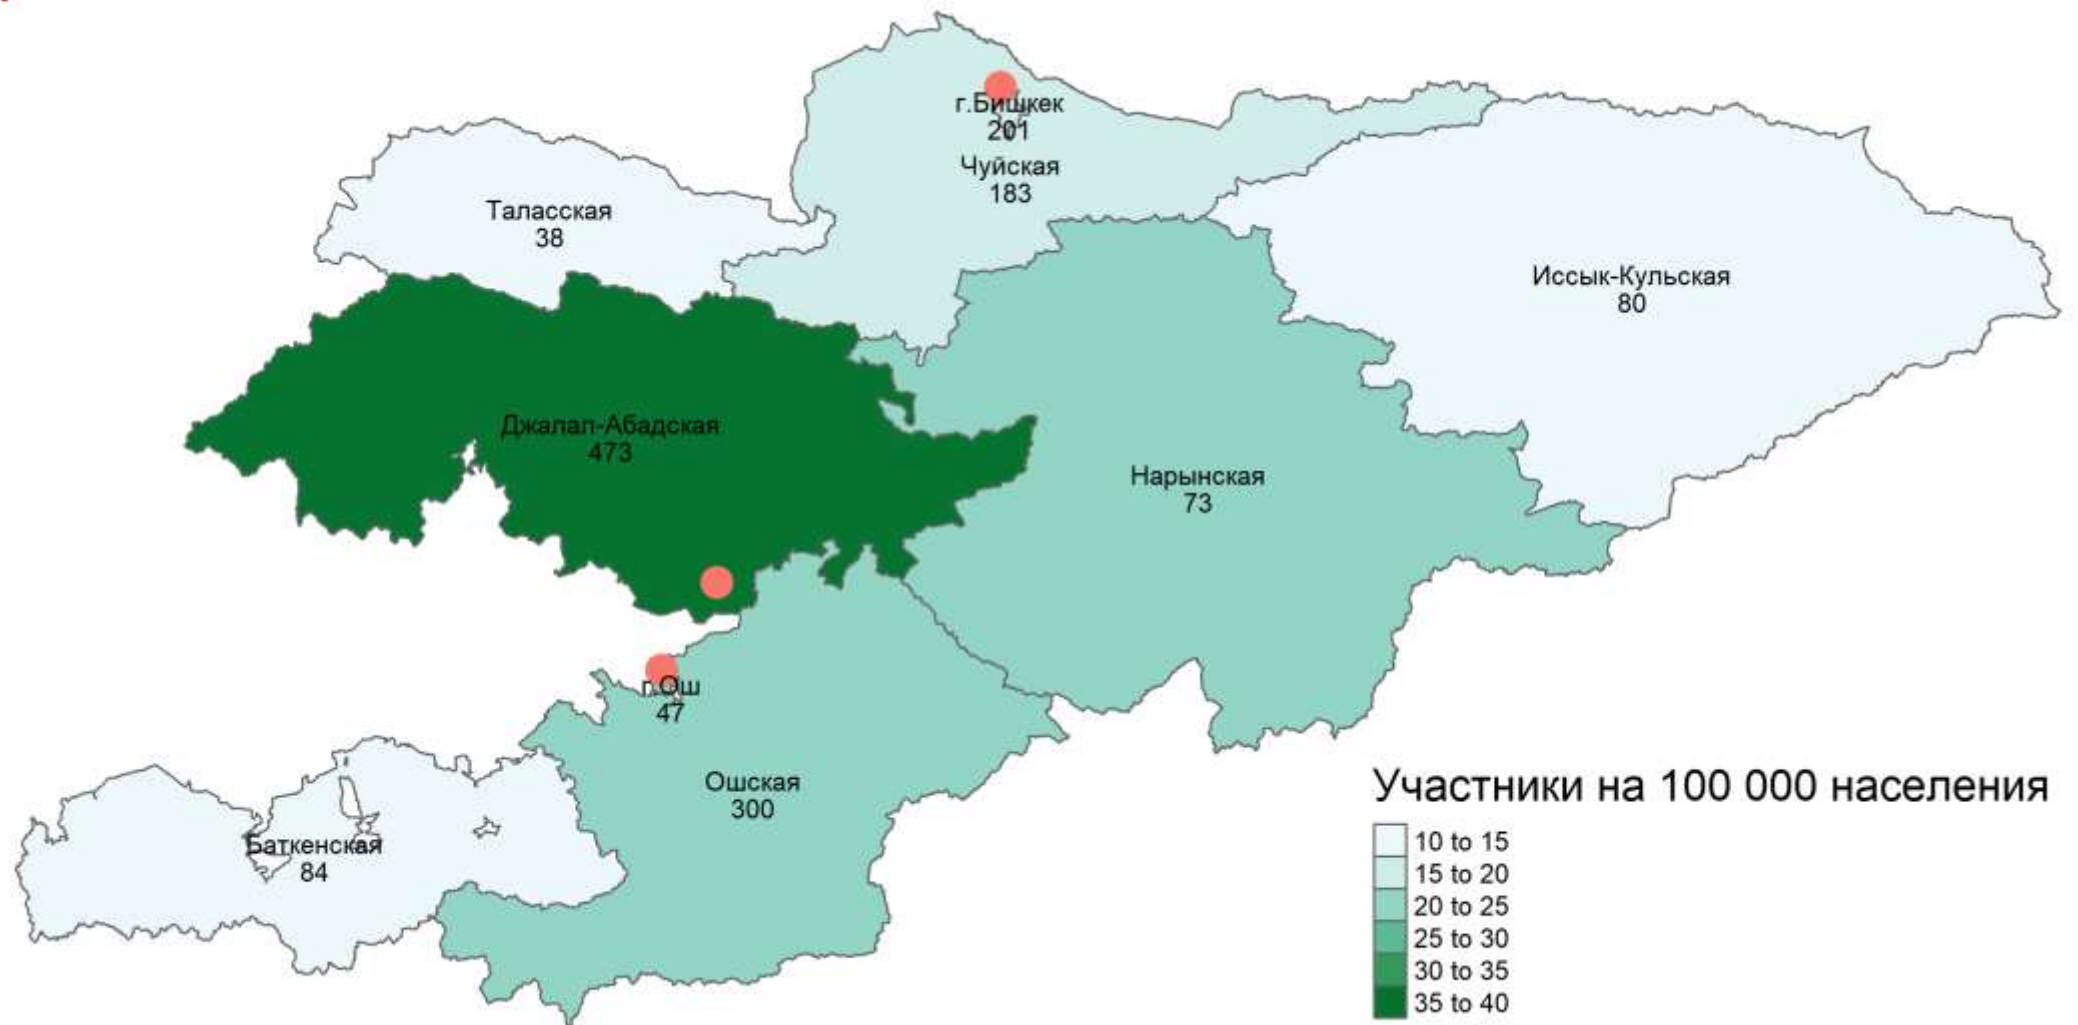 г.Бишкек
201
Чуйская
183
Таласская
38
Иссык-Кульская
80
Джалал-Абадская
473
Нарынская
73
г.Ош
47
Ошская
300
Баткенская
84
Участники на 100 000 населения
10 to 15
15 to 20
20 to 25
25 to 30
30 to 35
35 to 40